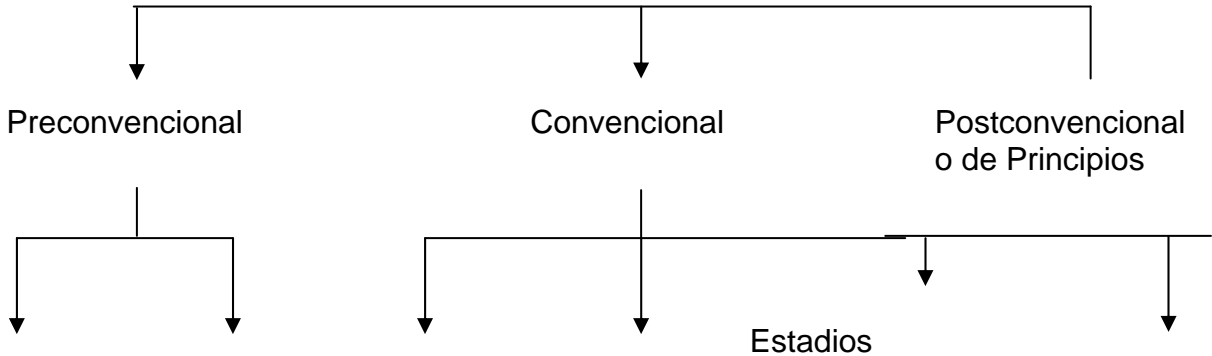 Preconvencional
Convencional
Postconvencional
o de Principios
Estadios